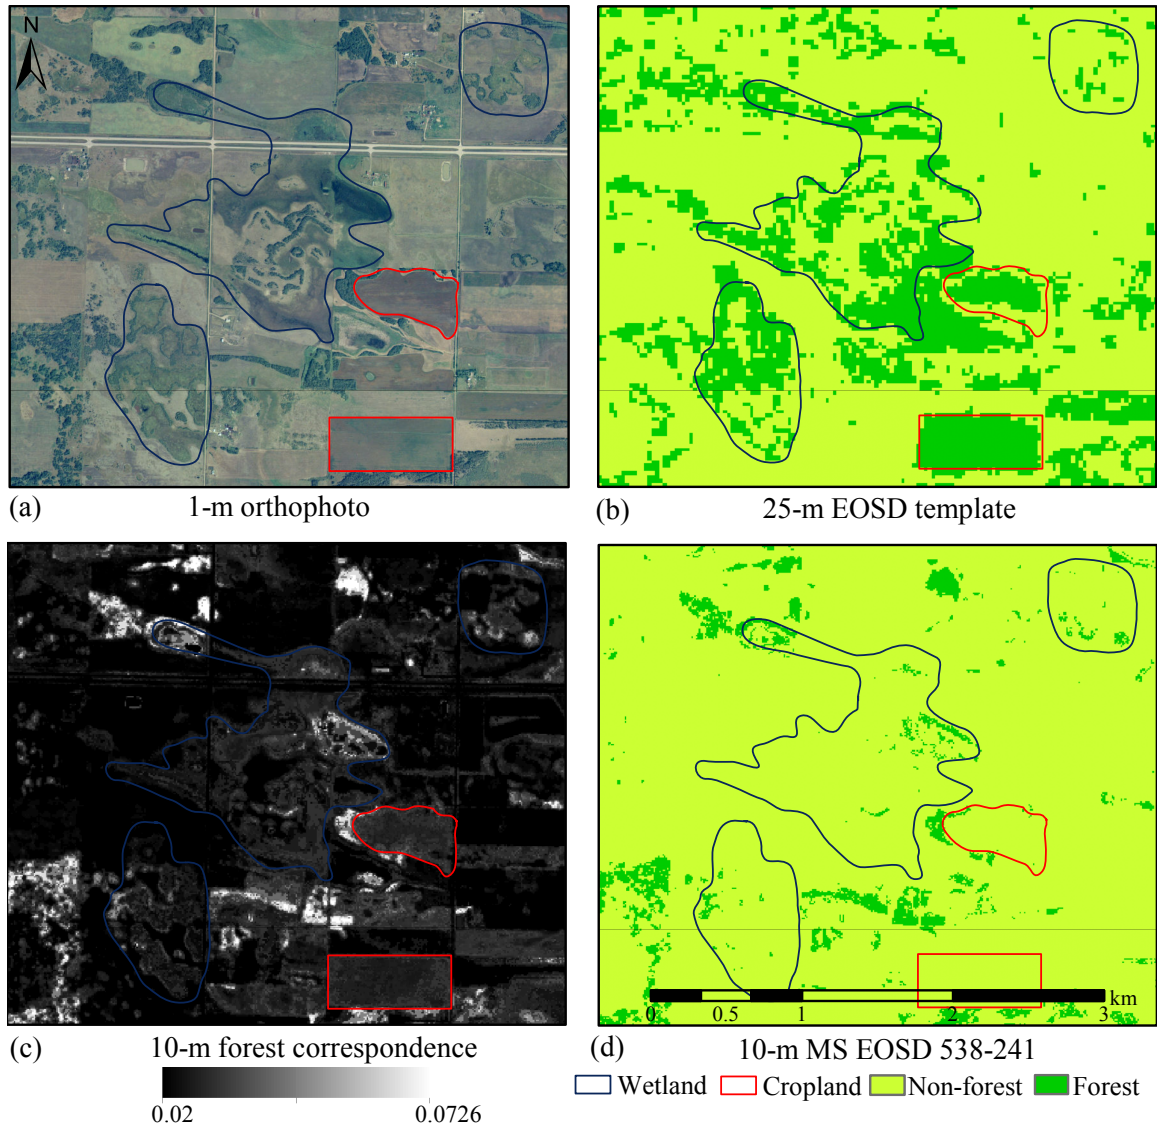 N
(a) 1-m orthophoto
(b) 25-m EOSD template
km
0 0.5 1 2 3
(c) 10-m forest correspondence
(d) 10-m MS EOSD 538-241
0.02 0.0726
Wetland Cropland Non-forest Forest